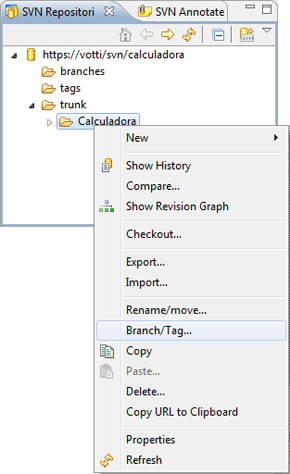 SVN Repositori
SVN Annotate
SVN
https://votti/svn/calculadora
branches
tags
trunk
Calculadora
New
Show History
Compare...
Show Revision Graph
Checkout...
Export...
Import...
Rename/move...
Branch/Tag...
Copy
Paste...
Delete...
Copy URL to Clipboard
Properties
Refresh